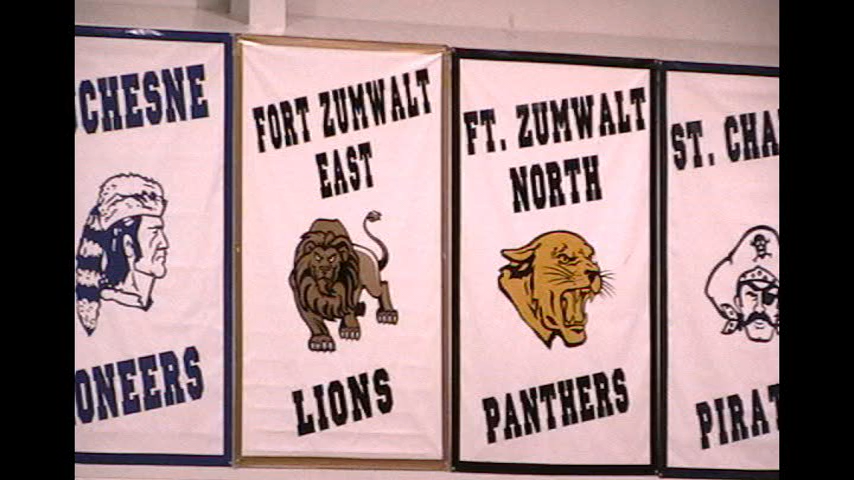 CHESNE
ONEERS
FORT ZUMWALT
EAST
LIONS
FT. ZUMWALT
NORTH
PANTHERS
ST. CHA
PIRAT